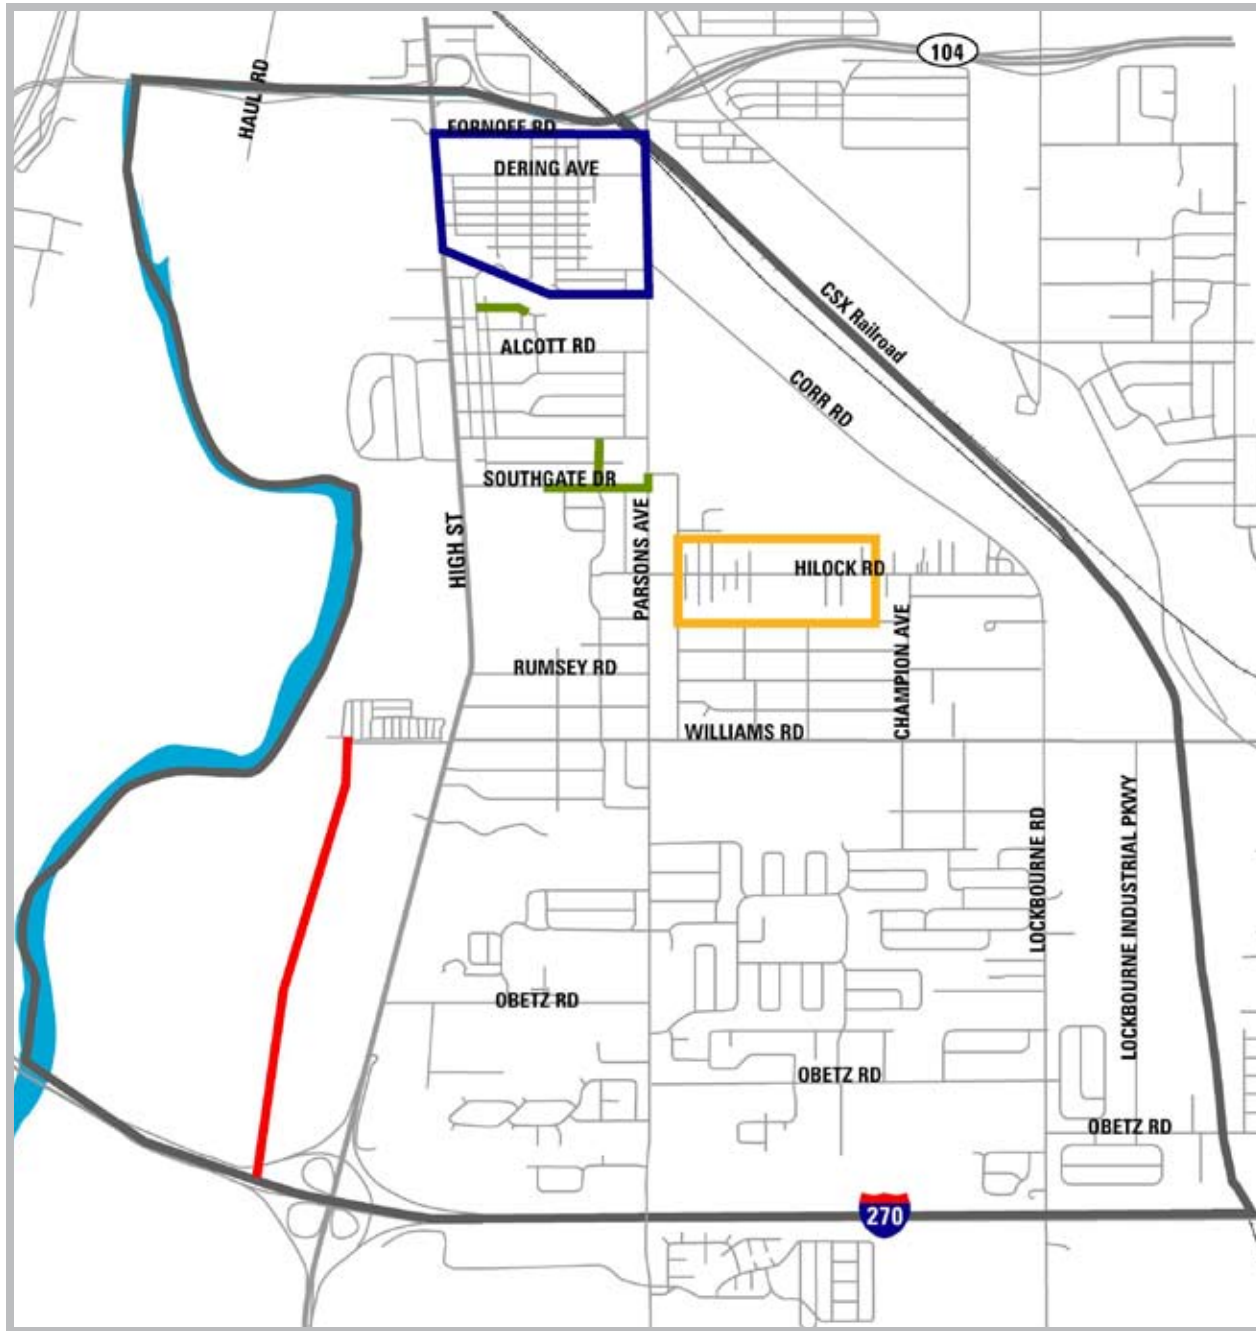 104
HAUL RD
FORNOFF RD
DERING AVE
CSX Railroad
ALCOTT RD
CORR RD
SOUTHGATE DR
HIGH ST
PARSONS AVE
HILOCK RD
CHAMPION AVE
RUMSEY RD
WILLIAMS RD
LOCKBOURNE RD
LOCKBOURNE INDUSTRIAL PKWY
OBETZ RD
OBETZ RD
OBETZ RD
270